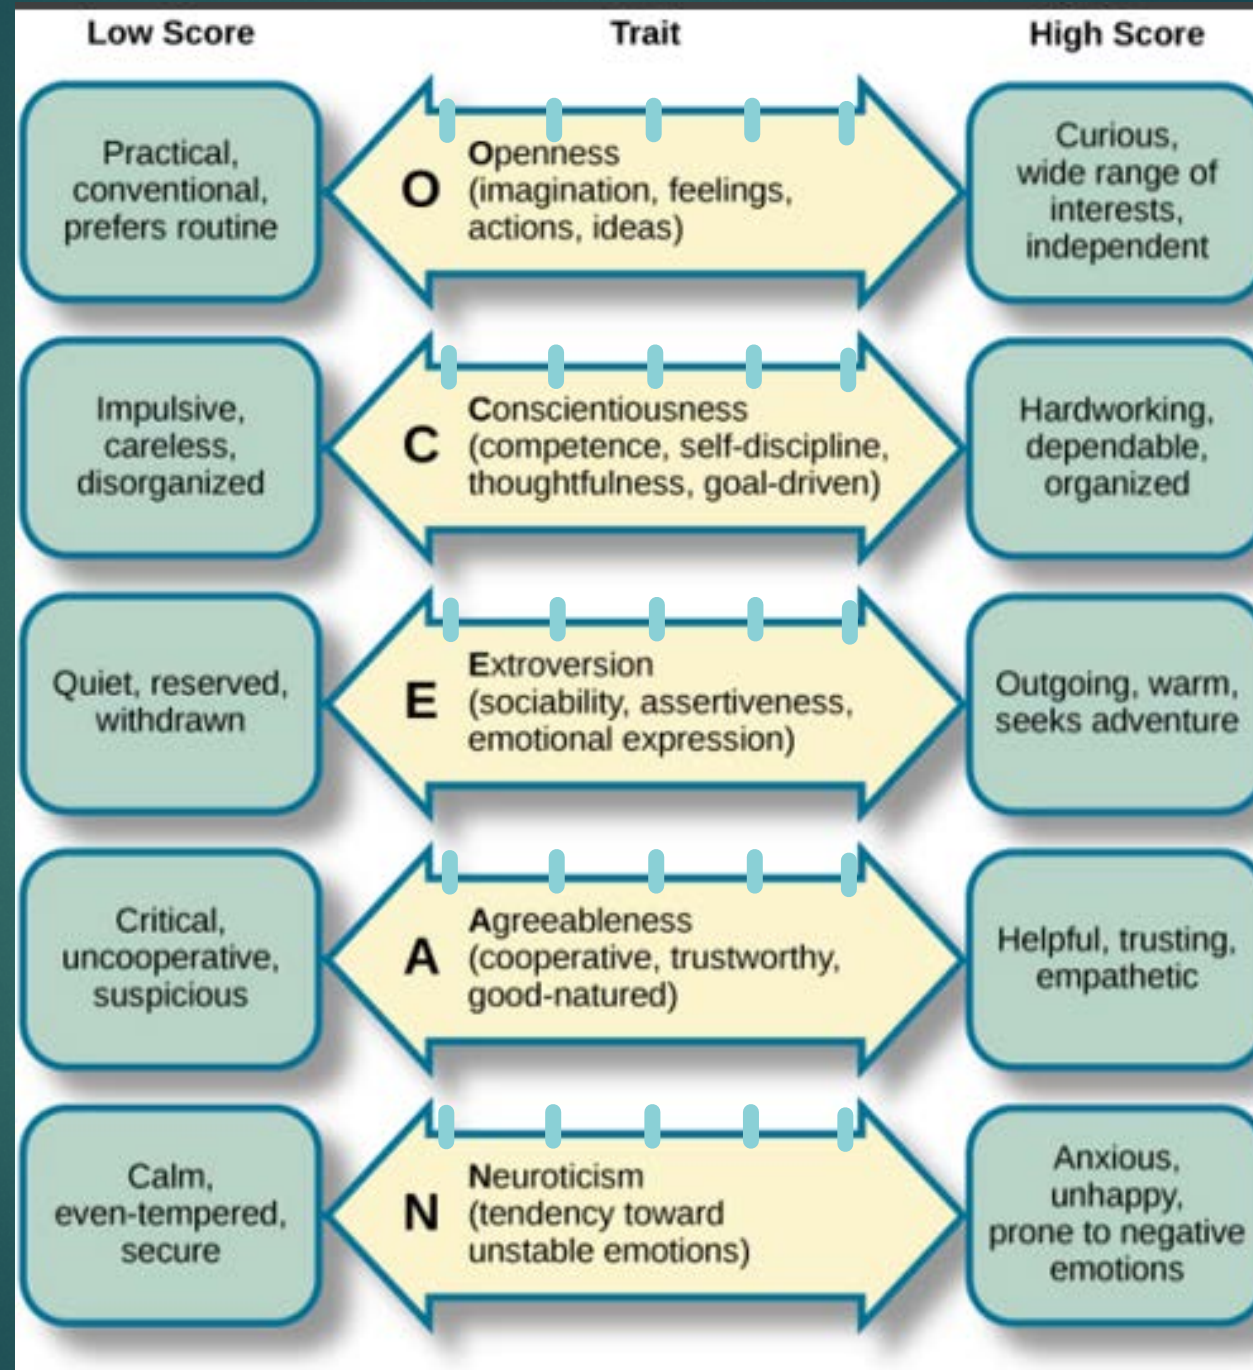 Low Score
Trait
High Score
Practical,
conventional,
prefers routine
O
Openness
(imagination, feelings,
actions, ideas)
Curious,
wide range of
interests,
independent
Impulsive,
careless,
disorganized
C
Conscientiousness
(competence, self-discipline,
thoughtfulness, goal-driven)
Hardworking,
dependable,
organized
Quiet, reserved,
withdrawn
E
Extroversion
(sociability, assertiveness,
emotional expression)
Outgoing, warm,
seeks adventure
Critical,
uncooperative,
suspicious
A
Agreeableness
(cooperative, trustworthy,
good-natured)
Helpful, trusting,
empathetic
Calm,
even-tempered,
secure
N
Neuroticism
(tendency toward
unstable emotions)
Anxious,
unhappy,
prone to negative
emotions